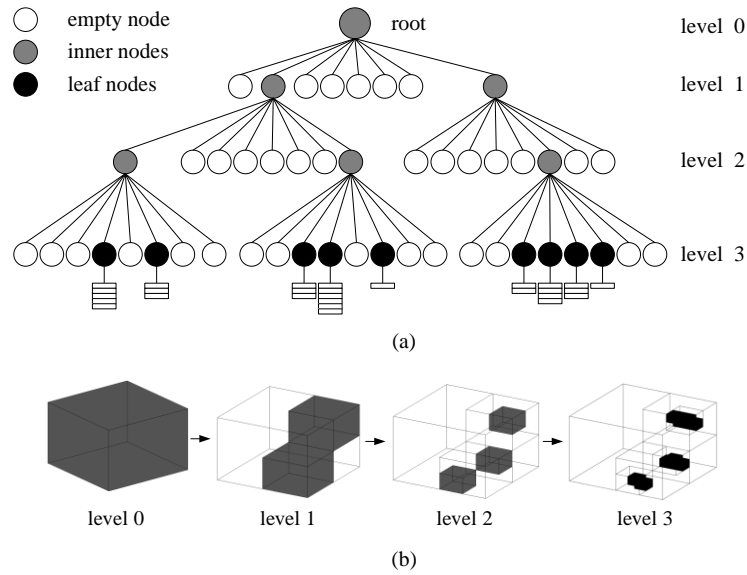 empty node
root
level 0
inner nodes
leaf nodes
level 1
level 2
level 3
(a)
level 0
level 1
level 2
level 3
(b)